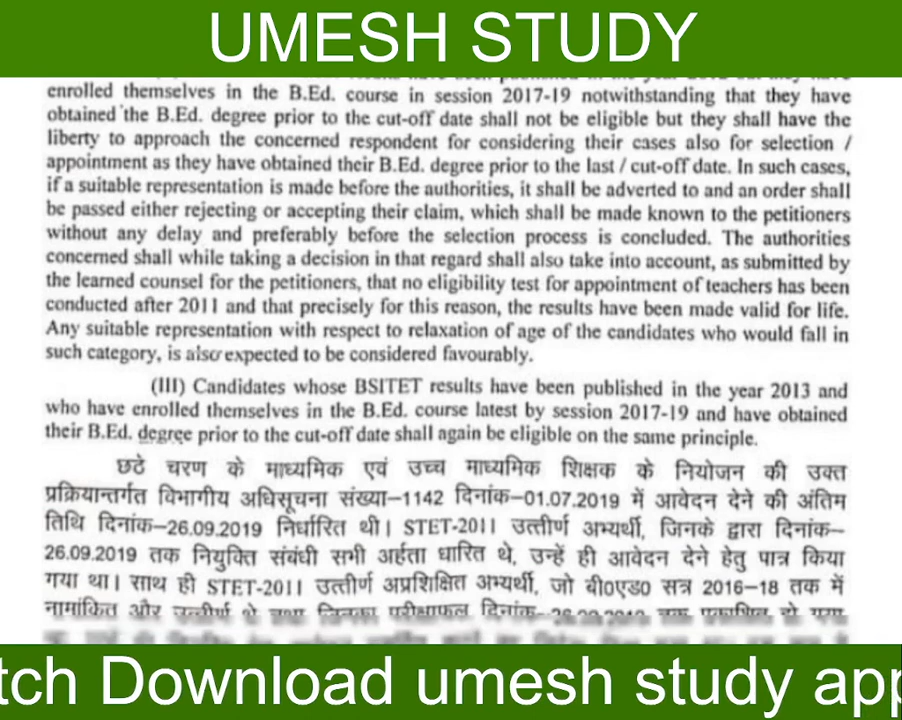 UMESH STUDY
enrolled themselves in the B.Ed. course in session 2017-19 notwithstanding that they have
obtained the B.Ed. degree prior to the cut-off date shall not be eligible but they shall have the
liberty to approach the concerned respondent for considering their cases also for selection /
appointment as they have obtained their B.Ed. degree prior to the last / cut-off date. In such cases,
if a suitable representation is made before the authorities, it shall be adverted to and an order shall
be passed either rejecting or accepting their claim, which shall be made known to the petitioners
without any delay and preferably before the selection process is concluded. The authorities
concerned shall while taking a decision in that regard shall also take into account, as submitted by
the learned counsel for the petitioners, that no eligibility test for appointment of teachers has been
conducted after 2011 and that precisely for this reason, the results have been made valid for life.
Any suitable representation with respect to relaxation of age of the candidates who would fall in
such category, is also expected to be considered favourably.
(III) Candidates whose BSITET results have been published in the year 2013 and
who have enrolled themselves in the B.Ed. course latest by session 2017-19 and have obtained
their B.Ed. degree prior to the cut-off date shall again be eligible on the same principle.
छठे चरण के माध्यमिक एवं उच्च माध्यमिक शिक्षक के नियोजन की उक्त
प्रक्रियान्तर्गत विभागीय अधिसूचना संख्या-1142 दिनांक-01.07.2019 में आवेदन देने की अंतिम
तिथि दिनांक-26.09.2019 निर्धारित थी। STET-2011 उत्तीर्ण अभ्यर्थी, जिनके द्वारा दिनांक-
26.09.2019 तक नियुक्ति संबंधी सभी अर्हता धारित थे, उन्हें ही आवेदन देने हेतु पात्र किया
गया था। साथ ही STET-2011 उत्तीर्ण अप्रशिक्षित अभ्यर्थी, जो बी०एड० सत्र 2016-18 तक में
नामांकित और उत्तीर्ण थे तथा जिनका परीक्षाफल दिनांक-26.09.2019 तक प्रकाशित हो गया
tch Download umesh study app